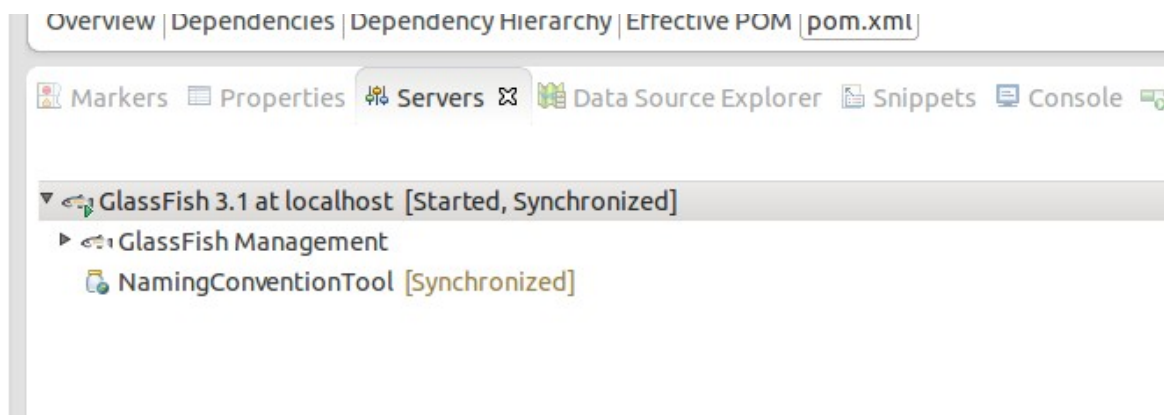 Overview Dependencies Dependency Hierarchy Effective POM pom.xml
Markers Properties Servers Data Source Explorer Snippets Console
GlassFish 3.1 at localhost [Started, Synchronized]
GlassFish Management
NamingConventionTool [Synchronized]